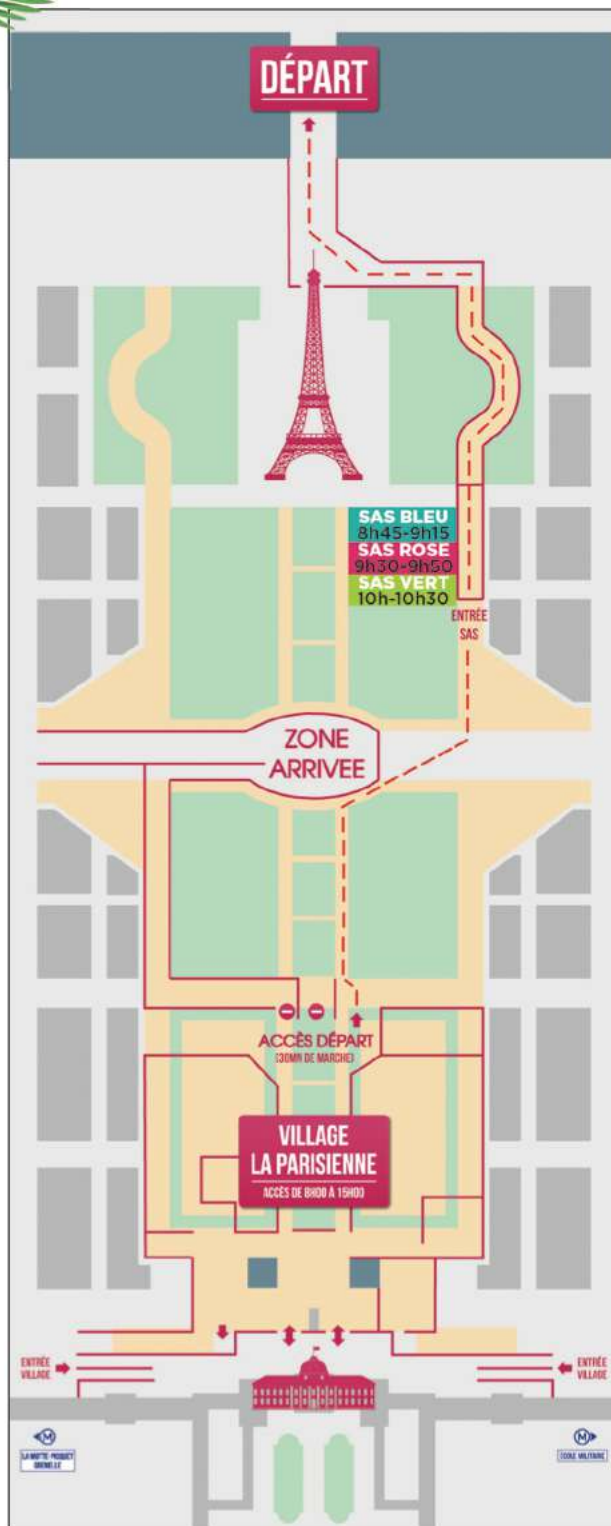 DÉPART
SAS BLEU
8h45-9h15
SAS ROSE
9h30-9h50
SAS VERT
10h-10h30
ENTRÉE
SAS
ZONE
ARRIVEE
ACCÈS DÉPART
(30MN DE MARCHE)
VILLAGE
LA PARISIENNE
ACCÈS DE 8H00 À 15H00
ENTRÉE
VILLAGE
ENTRÉE
VILLAGE
M
LA MOTTE-PICQUET
GRENELLE
M
ECOLE MILITAIRE